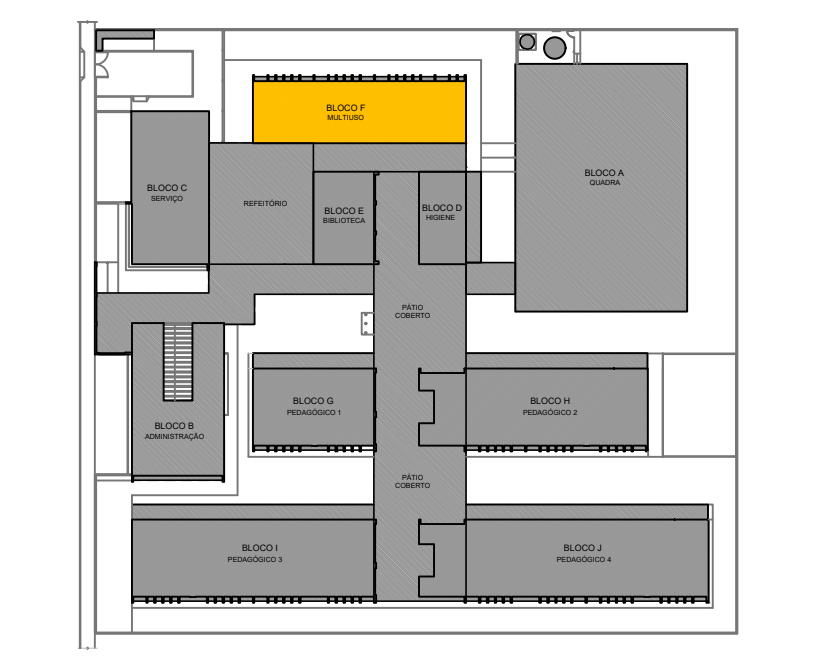 BLOCO F
MULTIUSO
BLOCO A
QUADRA
BLOCO C
SERVIÇO
REFEITÓRIO
BLOCO E
BIBLIOTECA
BLOCO D
HIGIENE
PÁTIO
COBERTO
BLOCO G
PEDAGÓGICO 1
BLOCO H
PEDAGÓGICO 2
BLOCO B
ADMINISTRAÇÃO
PÁTIO
COBERTO
BLOCO I
PEDAGÓGICO 3
BLOCO J
PEDAGÓGICO 4